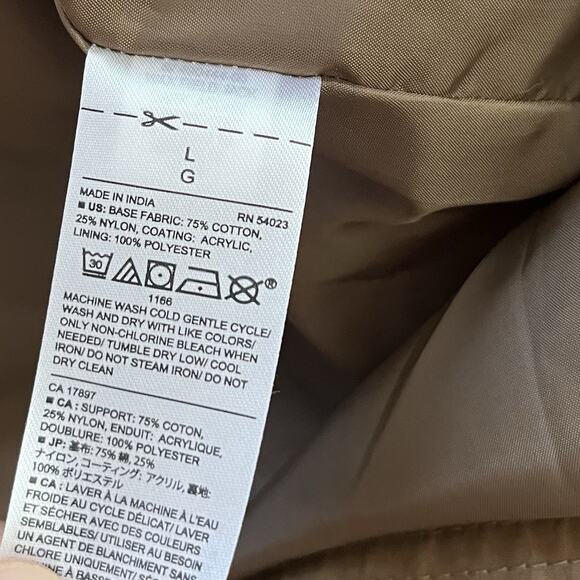 L
G
MADE IN INDIA RN 54023
■ US: BASE FABRIC: 75% COTTON,
25% NYLON, COATING: ACRYLIC,
LINING: 100% POLYESTER
30 ®
1166
MACHINE WASH COLD GENTLE CYCLE/
WASH AND DRY WITH LIKE COLORS/
ONLY NON-CHLORINE BLEACH WHEN
NEEDED/ TUMBLE DRY LOW/ COOL
IRON/ DO NOT STEAM IRON/ DO NOT
DRY CLEAN
CA 17897
■ CA : SUPPORT: 75% COTON,
25% NYLON, ENDUIT: ACRYLIQUE,
DOUBLURE: 100% POLYESTER
■ JP: 基布: 75% 綿, 25%
ナイロン, コーティング: アクリル, 裏地:
100% ポリエステル
■ CA : LAVER À LA MACHINE À L'EAU
FROIDE AU CYCLE DÉLICAT/ LAVER
ET SÉCHER AVEC DES COULEURS
SEMBLABLES/ UTILISER AU BESOIN
UN AGENT DE BLANCHIMENT SANS
CHLORE UNIQUEMENT/ SÉC
INE À BASSE